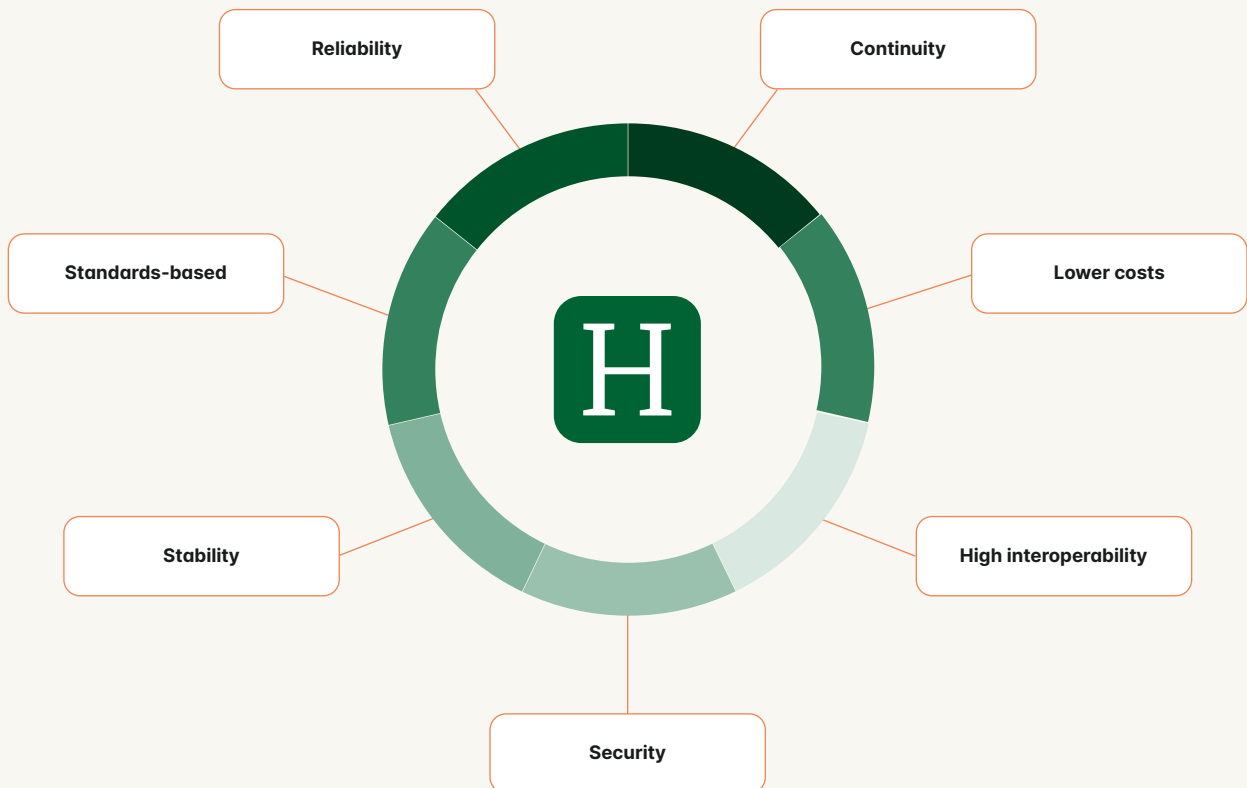 Reliability
Continuity
Standards-based
Lower costs
H
Stability
High interoperability
Security